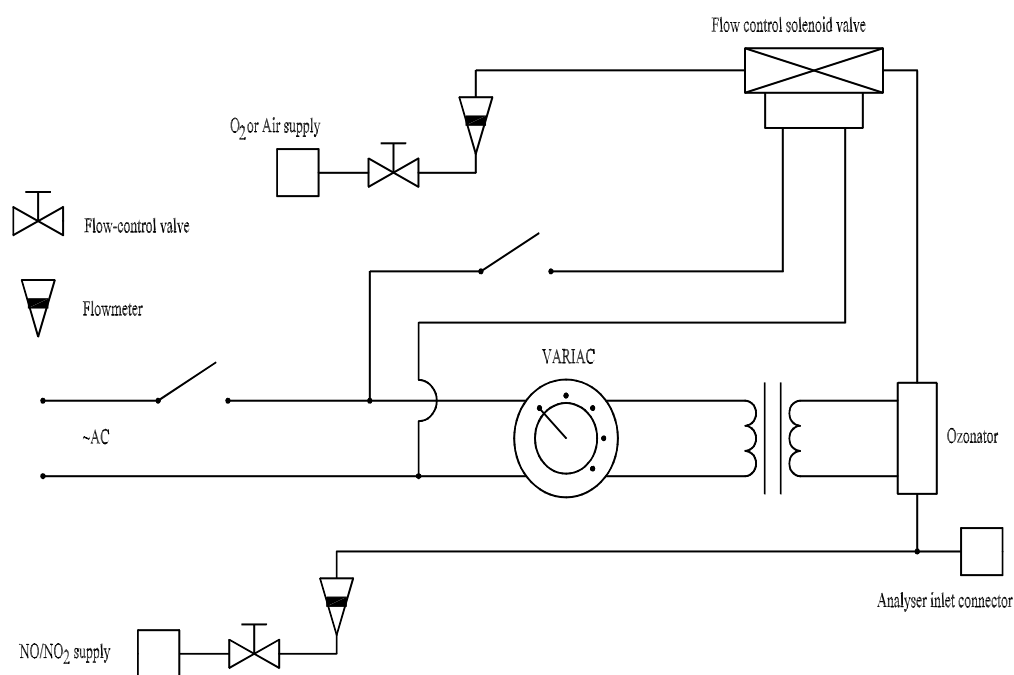 Flow control solenoid valve
O2 or Air supply
Flow-control valve
Flowmeter
VARIAC
~AC
Ozonator
Analyser inlet connector
NO/NO2 supply